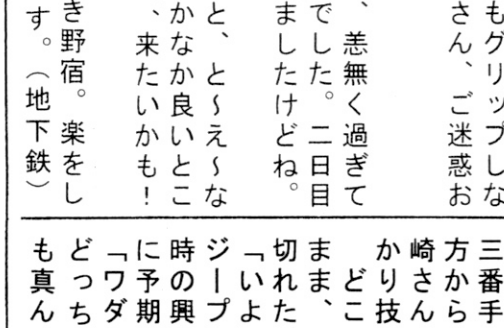 もグリップしな
さん、ご迷惑お
、恙無く過ぎて
でした。二日目
ましたけどね。
と、と～え～な
かなか良いとこ
、来たいかも！
き野宿。楽をし
す。（地下鉄）
三番手
方から
崎さん
かり技
どこ
まま、
切れた
「いよ
ジープ
時の興
に予期
「ワダ
どっち
も真ん